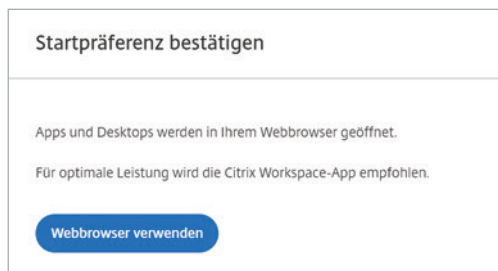 Startpräferenz bestätigen
Apps und Desktops werden in Ihrem Webbrowser geöffnet.
Für optimale Leistung wird die Citrix Workspace-App empfohlen.
Webbrowser verwenden